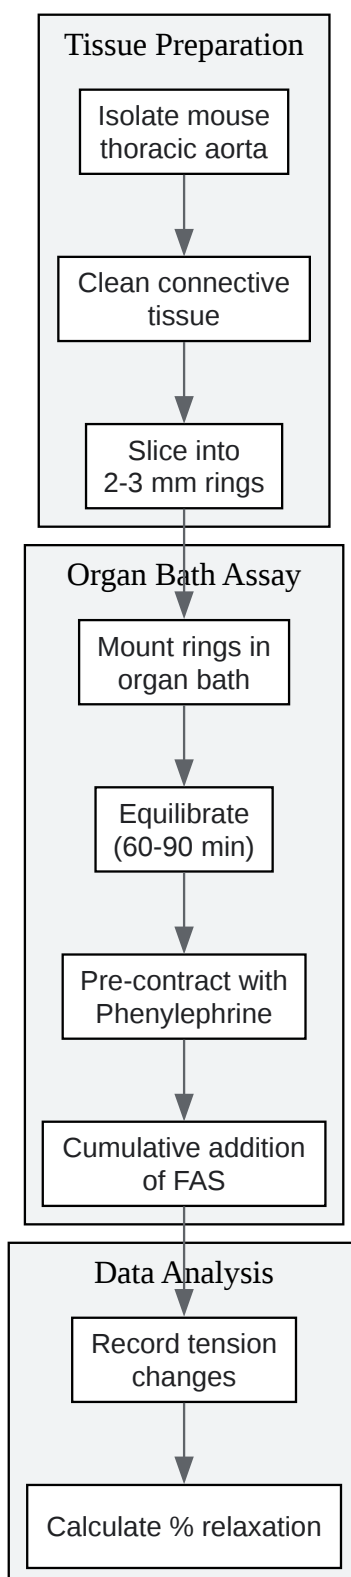 Tissue Preparation
Isolate mouse
thoracic aorta
Clean connective
tissue
Slice into
2-3 mm rings
Organ Bath Assay
Mount rings in
organ bath
Equilibrate
(60-90 min)
Pre-contract with
Phenylephrine
Cumulative addition
of FAS
Data Analysis
Record tension
changes
Calculate % relaxation